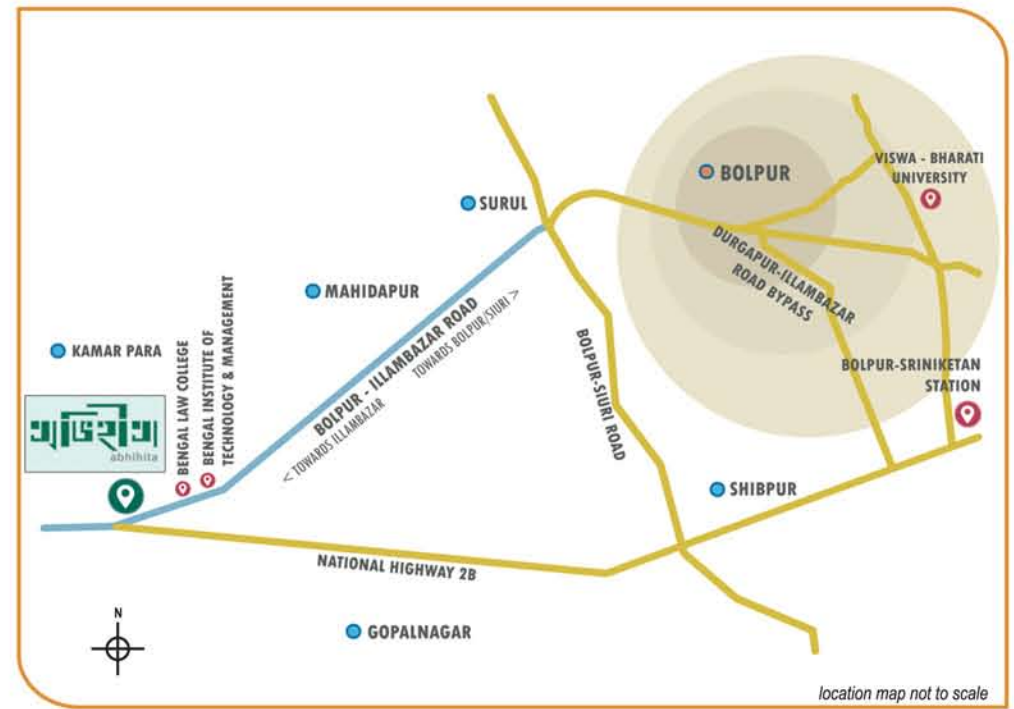 BOLPUR
VISWA - BHARATI
UNIVERSITY
SURUL
DURGAPUR-ILLAMBAZAR
ROAD BYPASS
MAHIDAPUR
BOLPUR - ILLAMBAZAR ROAD
TOWARDS BOLPUR/SIURI >
< TOWARDS ILLAMBAZAR
KAMAR PARA
BENGAL LAW COLLEGE
BENGAL INSTITUTE OF
TECHNOLOGY & MANAGEMENT
BOLPUR-SIURI ROAD
BOLPUR-SRINIKETAN
STATION
অভিহীতা
abhihita
SHIBPUR
NATIONAL HIGHWAY 2B
GOPALNAGAR
N
location map not to scale